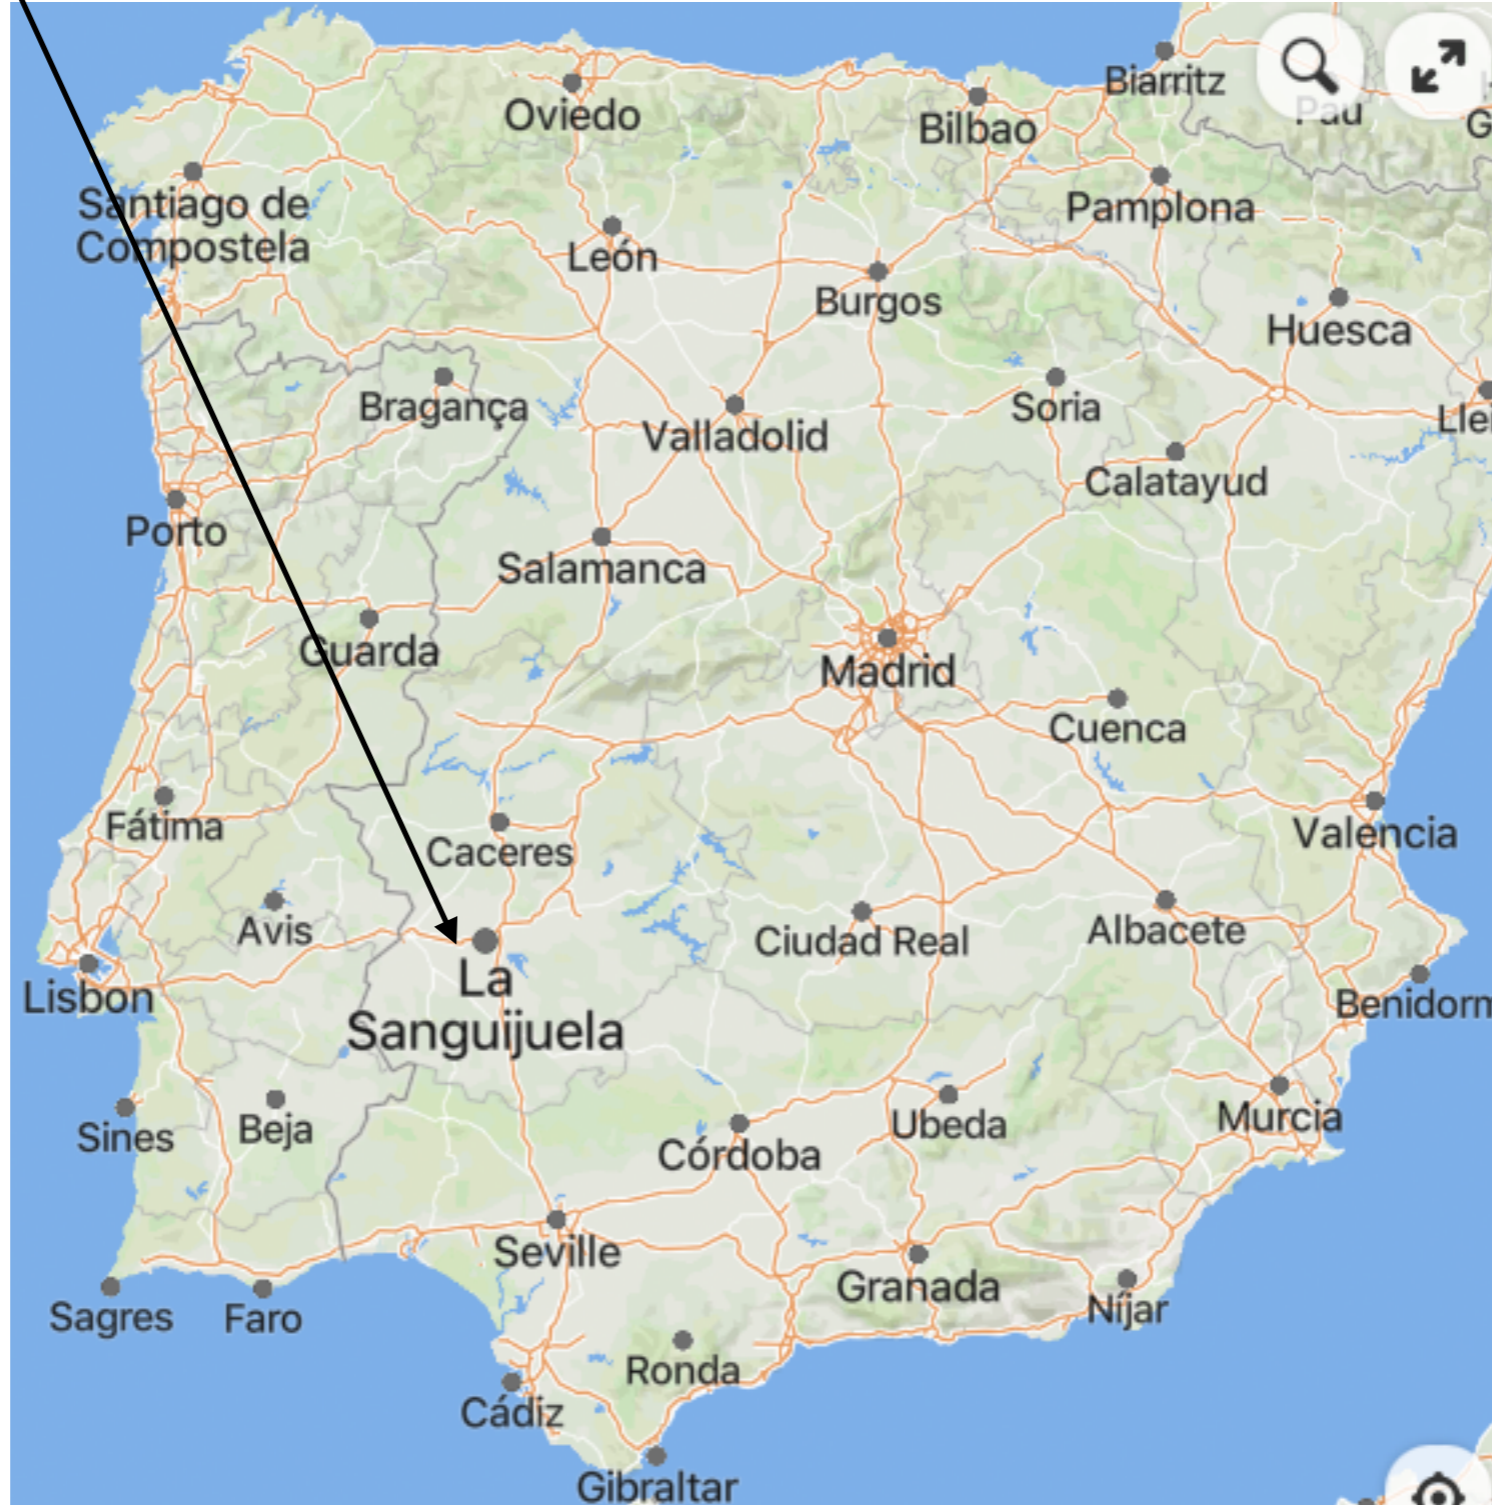 Biarritz
Pau
G
Oviedo
Bilbao
Santiago de
Compostela
Pamplona
León
Burgos
Huesca
Bragança
Valladolid
Soria
Llei
Calatayud
Porto
Salamanca
Guarda
Madrid
Cuenca
Fátima
Caceres
Valencia
Avis
Ciudad Real
Albacete
Lisbon
La
Sanguijuela
Benidorm
Sines
Beja
Córdoba
Ubeda
Murcia
Seville
Granada
Níjar
Sagres
Faro
Ronda
Cádiz
Gibraltar